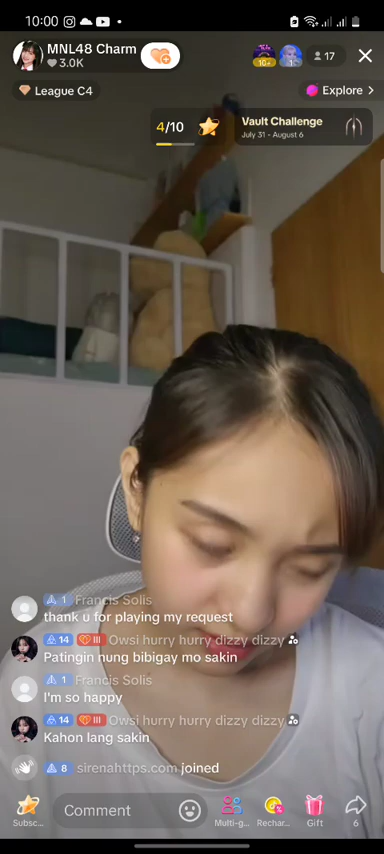 10:00
MNL48 Charm
3.0K
17
League C4
Explore >
4/10
Vault Challenge
July 31 - August 6
1 Francis Solis
thank u for playing my request
14 III Owsi hurry hurry dizzy dizzy
Patingin nung bibigay mo sakin
1 Francis Solis
I'm so happy
14 III Owsi hurry hurry dizzy dizzy
Kahon lang sakin
8 sirenahttps.com joined
Comment
Subsc...
Multi-g...
Rechar...
Gift
6